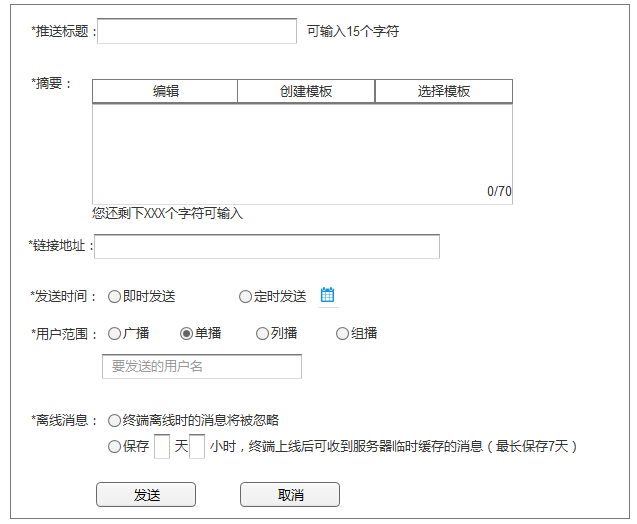 *推送标题： 可输入15个字符
*摘要：
编辑 创建模板 选择模板
0/70
您还剩下XXX个字符可输入
*链接地址：
*发送时间： 即时发送 定时发送
*用户范围： 广播 单播 列播 组播
要发送的用户名
*离线消息： 终端离线时的消息将被忽略
保存 天 小时，终端上线后可收到服务器临时缓存的消息（最长保存7天）
发送 取消